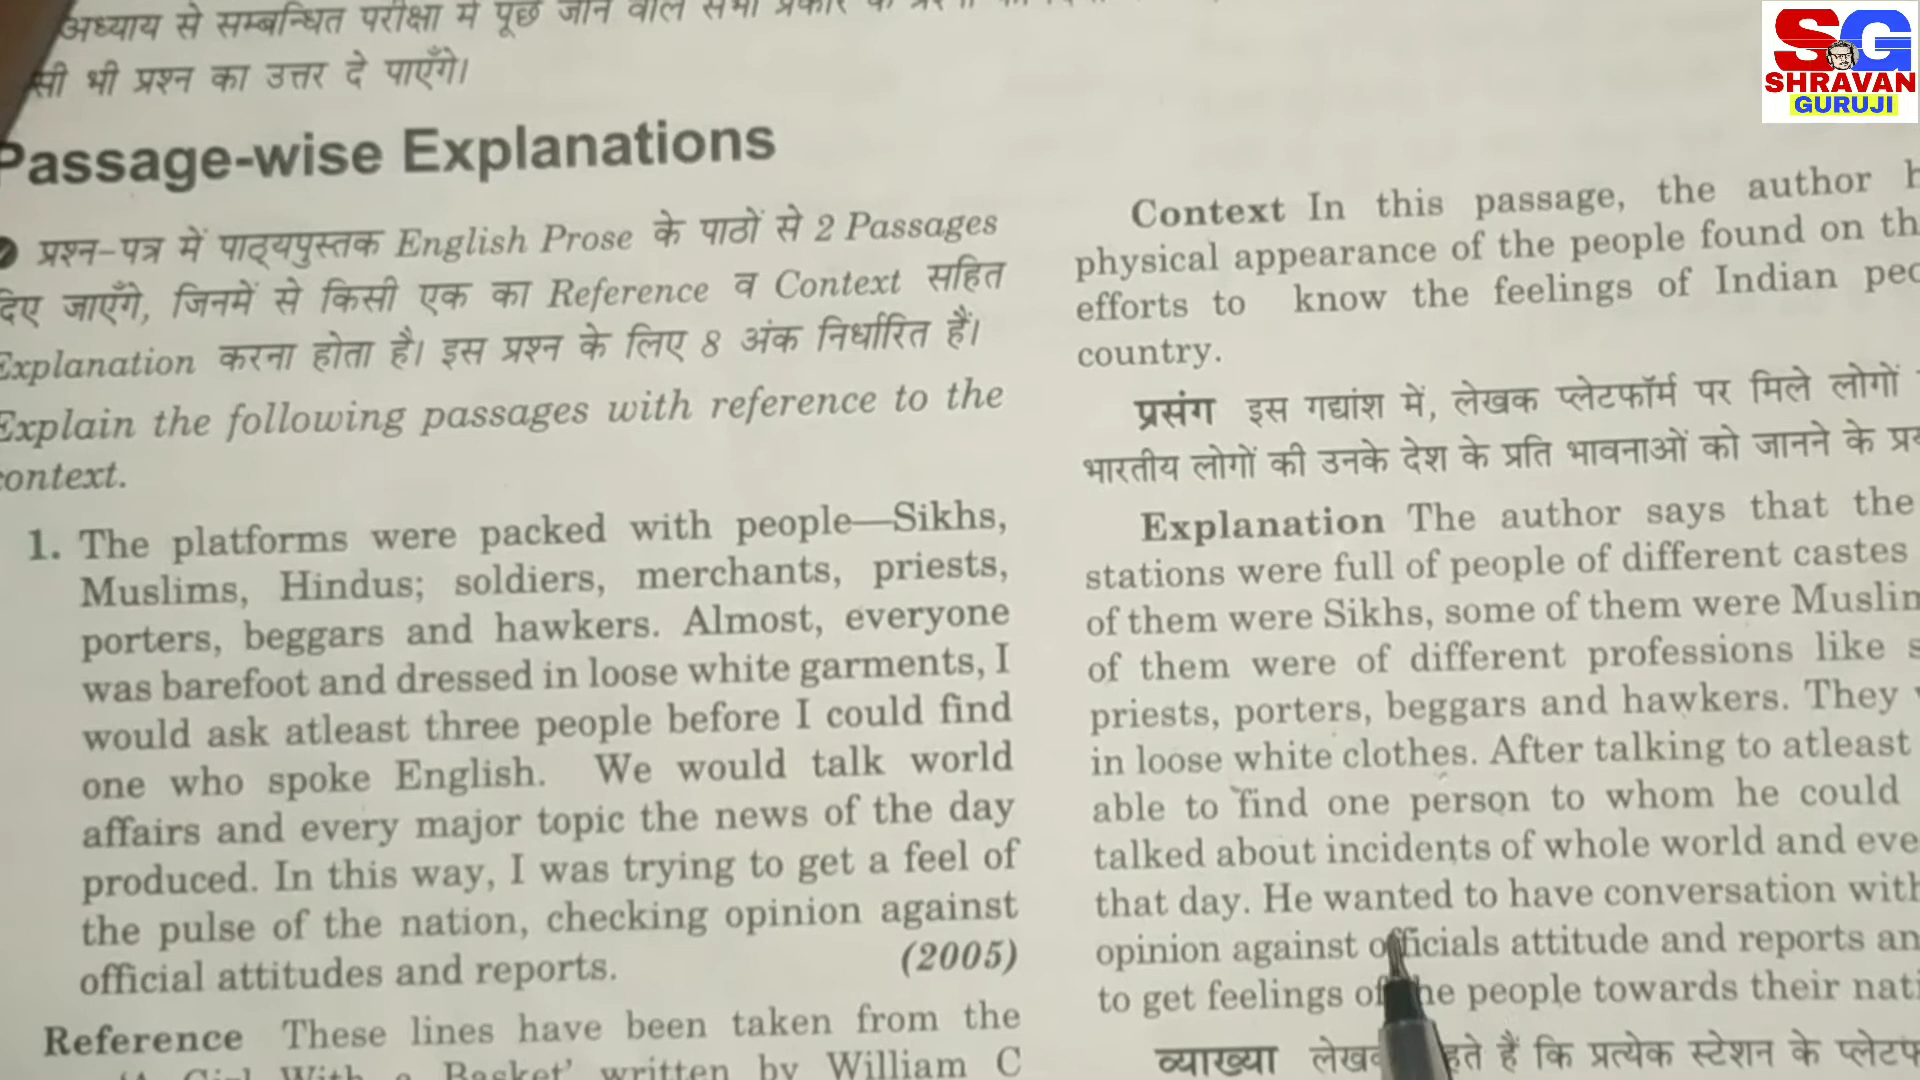 अध्याय से सम्बन्धित परीक्षा में पूछे जाने वाले सभी प्रकार के
सी भी प्रश्न का उत्तर दे पाएँगे।
Passage-wise Explanations
प्रश्न-पत्र में पाठ्यपुस्तक English Prose के पाठों से 2 Passages
दिए जाएँगे, जिनमें से किसी एक का Reference व Context सहित
Explanation करना होता है। इस प्रश्न के लिए 8 अंक निर्धारित हैं।
Explain the following passages with reference to the
context.
1. The platforms were packed with people—Sikhs,
Muslims, Hindus; soldiers, merchants, priests,
porters, beggars and hawkers. Almost, everyone
was barefoot and dressed in loose white garments, I
would ask atleast three people before I could find
one who spoke English. We would talk world
affairs and every major topic the news of the day
produced. In this way, I was trying to get a feel of
the pulse of the nation, checking opinion against
official attitudes and reports. (2005)
Reference These lines have been taken from the
'A Girl With a Basket' written by William C
Context In this passage, the author
physical appearance of the people found on
efforts to know the feelings of Indian
country.
प्रसंग इस गद्यांश में, लेखक प्लेटफॉर्म पर मिले लोगों
भारतीय लोगों की उनके देश के प्रति भावनाओं को जानने के
Explanation The author says that the
stations were full of people of different castes
of them were Sikhs, some of them were
of them were of different professions like
priests, porters, beggars and hawkers. They
in loose white clothes. After talking to atleast
able to find one person to whom he could
talked about incidents of whole world and
that day. He wanted to have conversation
opinion against officials attitude and reports
to get feelings of the people towards their
व्याख्या हैं कि प्रत्येक स्टेशन के
SG
SHRAVAN
GURUJI